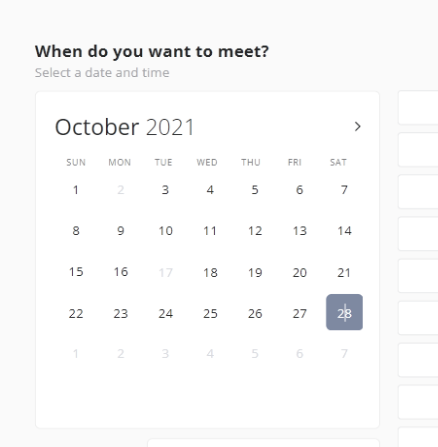 When do you want to meet?
Select a date and time
October 2021
SUN MON TUE WED THU FRI SAT
1 2 3 4 5 6 7
8 9 10 11 12 13 14
15 16 17 18 19 20 21
22 23 24 25 26 27 28
1 2 3 4 5 6 7